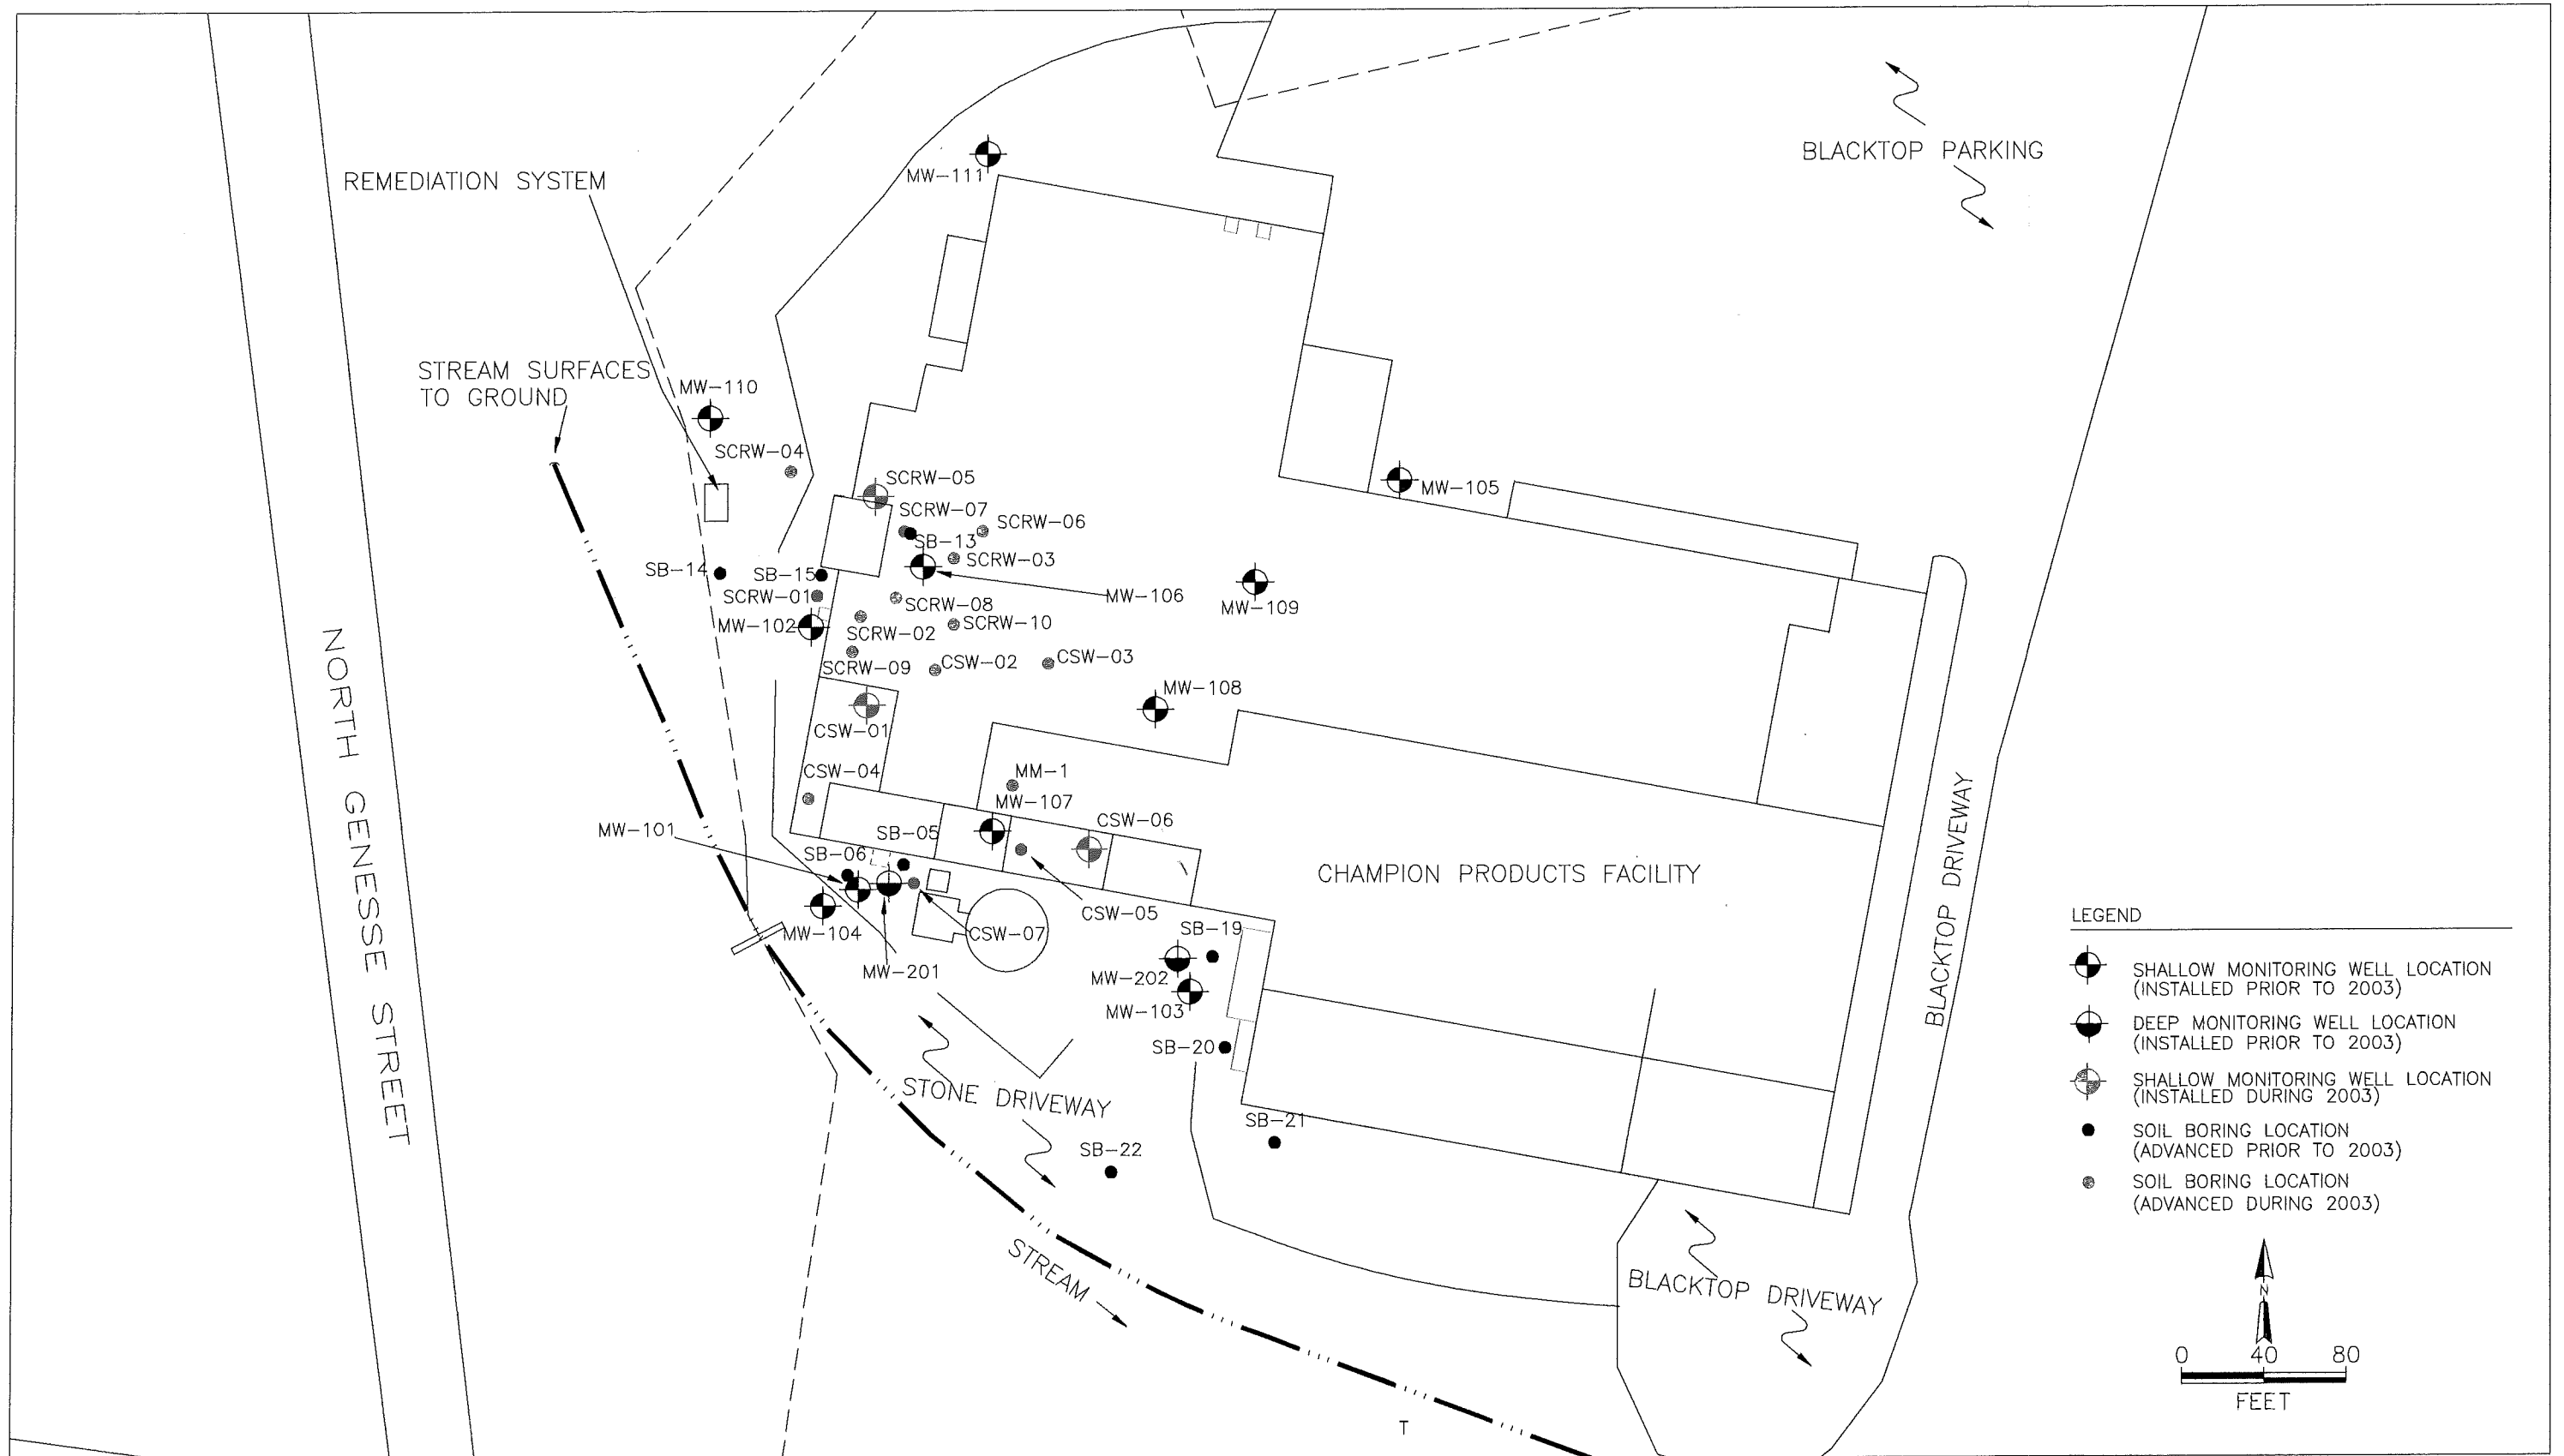 BLACKTOP PARKING
MW-111
REMEDIATION SYSTEM
STREAM SURFACES
TO GROUND
MW-110
SCRW-04
SCRW-05
MW-105
SCRW-07
SCRW-06
SB-13
SCRW-03
SB-14
SB-15
SCRW-01
MW-106
SCRW-08
MW-109
MW-102
SCRW-02
SCRW-10
SCRW-09
CSW-02
CSW-03
MW-108
CSW-01
NORTH GENESSE STREET
CSW-04
MM-1
MW-107
CSW-06
MW-101
SB-05
SB-06
CHAMPION PRODUCTS FACILITY
BLACKTOP DRIVEWAY
CSW-05
MW-104
CSW-07
SB-19
MW-201
MW-202
MW-103
SB-20
STONE DRIVEWAY
SB-21
SB-22
STREAM
BLACKTOP DRIVEWAY
T
LEGEND
SHALLOW MONITORING WELL LOCATION
(INSTALLED PRIOR TO 2003)
DEEP MONITORING WELL LOCATION
(INSTALLED PRIOR TO 2003)
SHALLOW MONITORING WELL LOCATION
(INSTALLED DURING 2003)
SOIL BORING LOCATION
(ADVANCED PRIOR TO 2003)
SOIL BORING LOCATION
(ADVANCED DURING 2003)
N
0 40 80
FEET